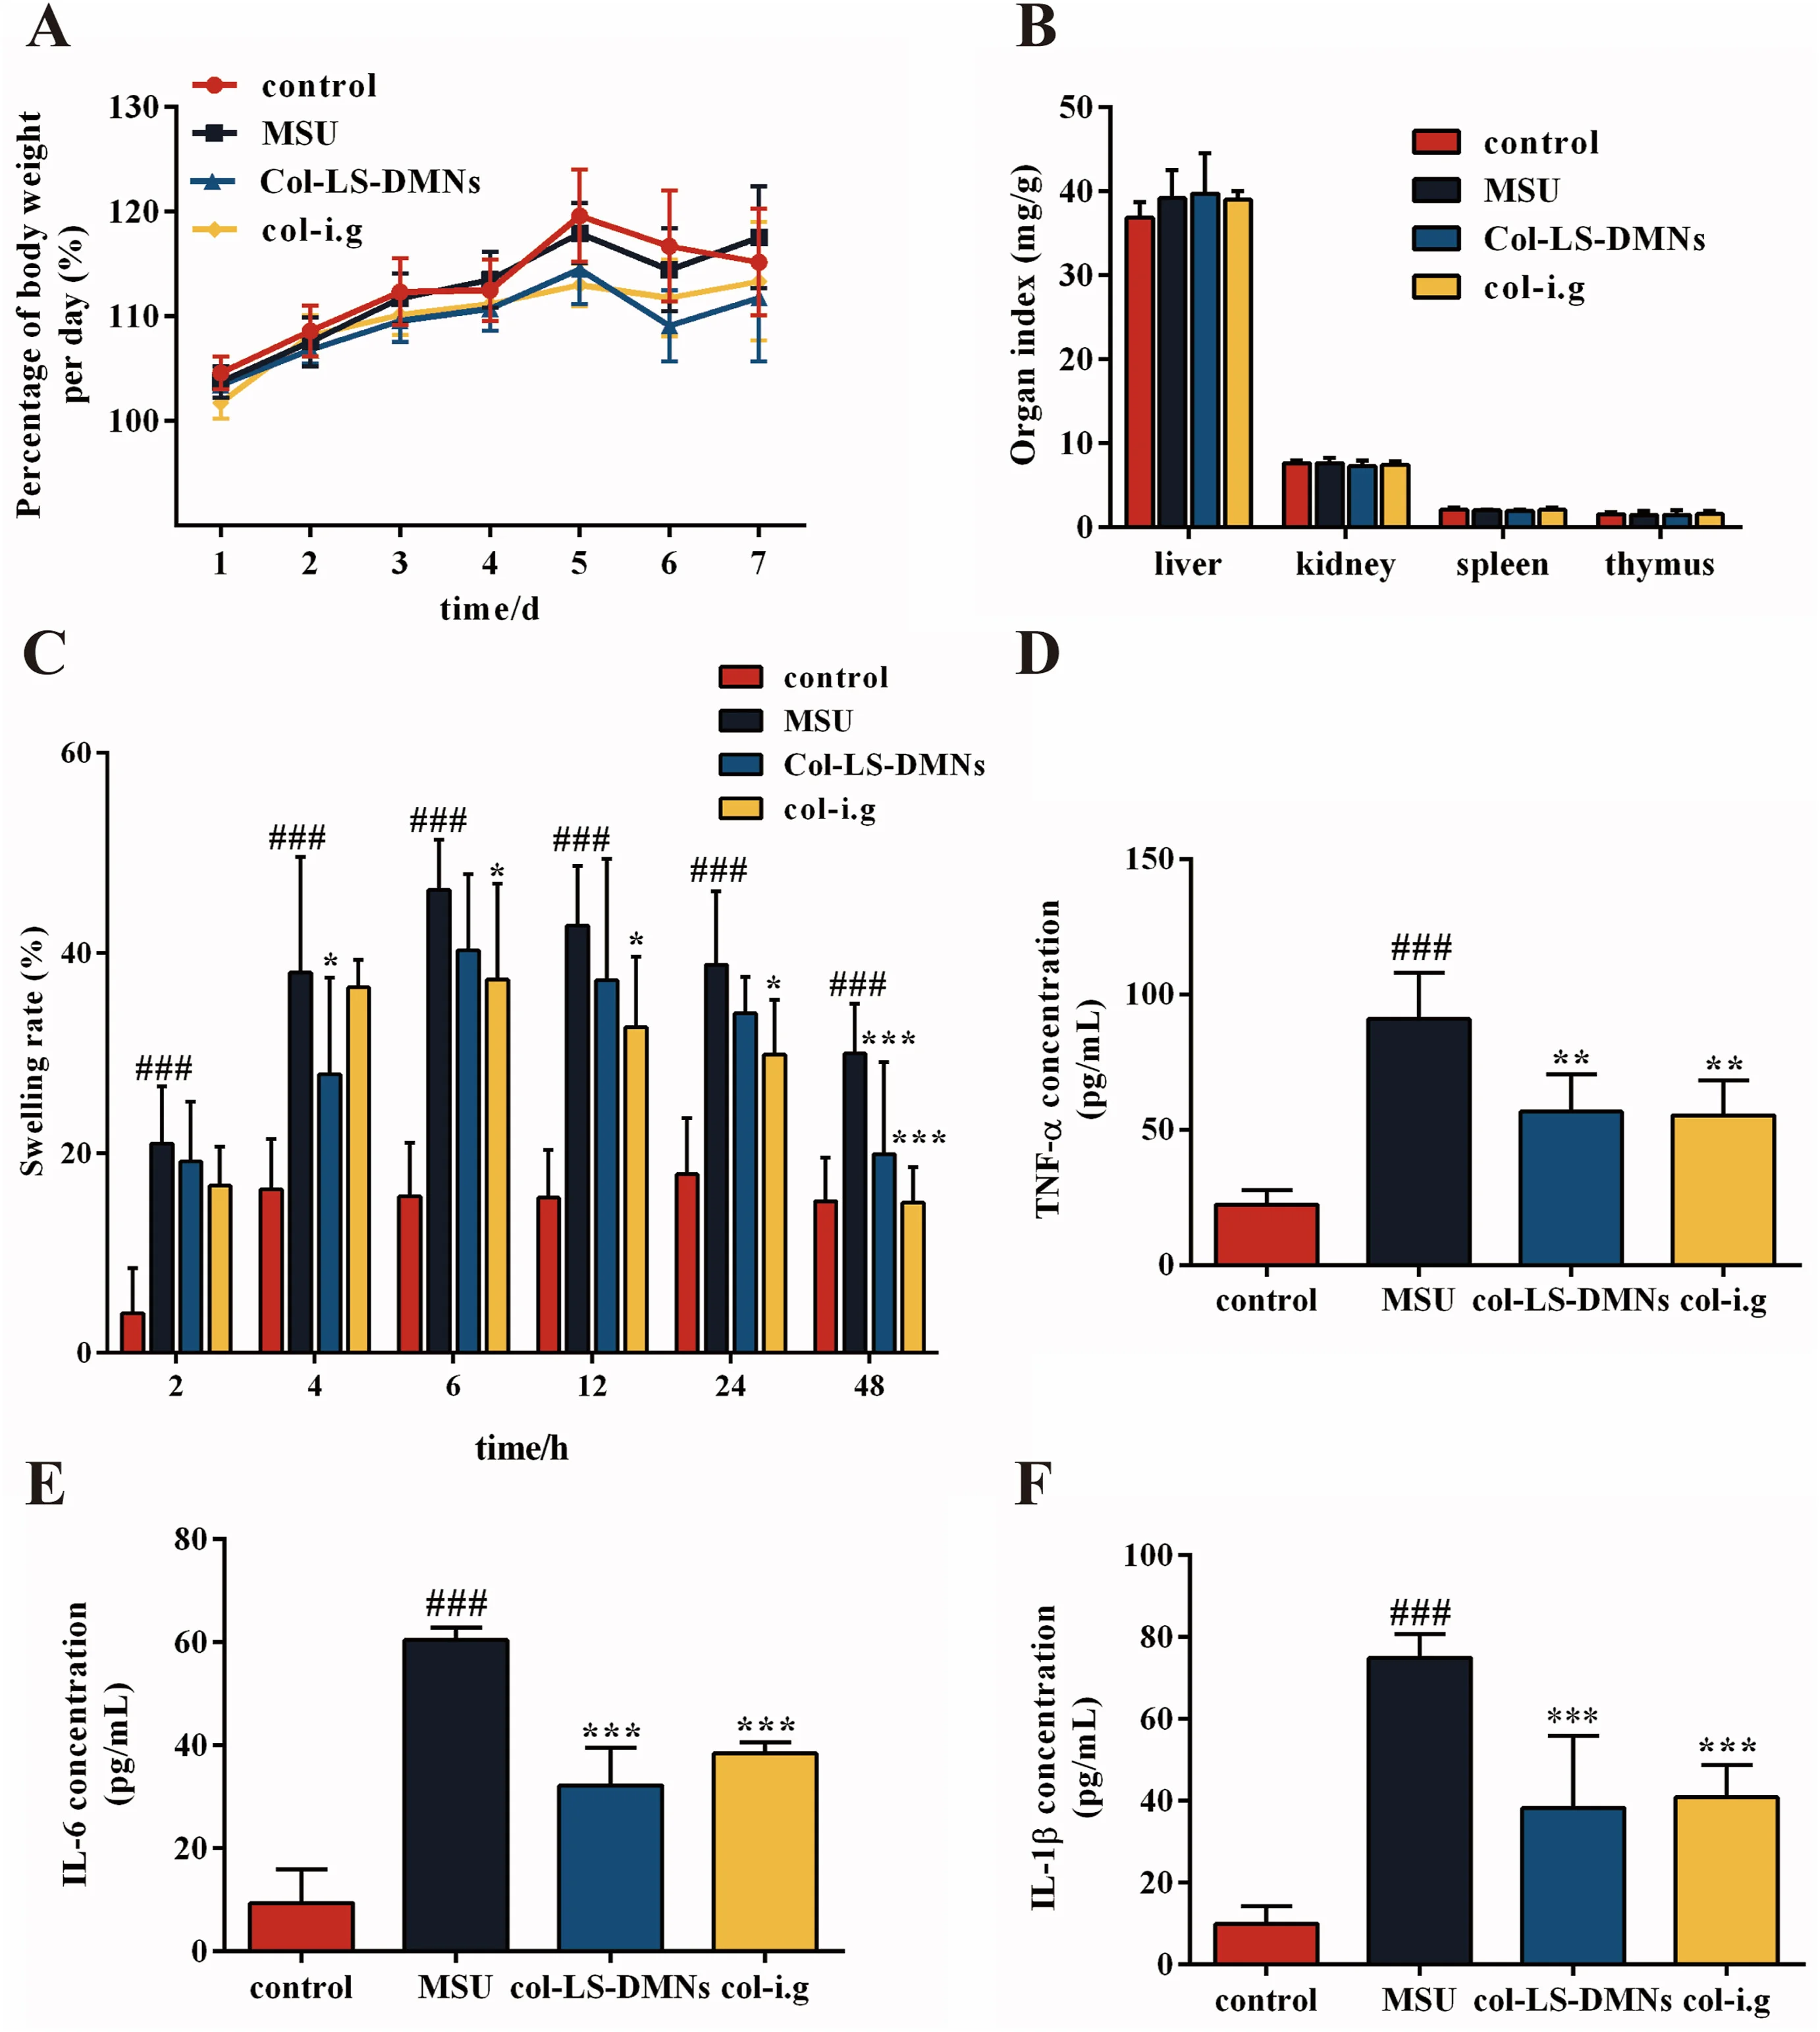 A
control
MSU
Col-LS-DMNs
col-i.g
Percentage of body weight
per day (%)
130
120
110
100
1 2 3 4 5 6 7
time/d
B
control
MSU
Col-LS-DMNs
col-i.g
Organ index (mg/g)
50
40
30
20
10
0
liver kidney spleen thymus
C
control
MSU
Col-LS-DMNs
col-i.g
Swelling rate (%)
60
40
20
0
###
###
*
###
*
###
*
###
*
###
***
***
2 4 6 12 24 48
time/h
D
TNF-α concentration
(pg/mL)
150
100
50
0
###
**
**
control MSU col-LS-DMNs col-i.g
E
IL-6 concentration
(pg/mL)
80
60
40
20
0
###
***
***
control MSU col-LS-DMNs col-i.g
F
IL-1β concentration
(pg/mL)
100
80
60
40
20
0
###
***
***
control MSU col-LS-DMNs col-i.g